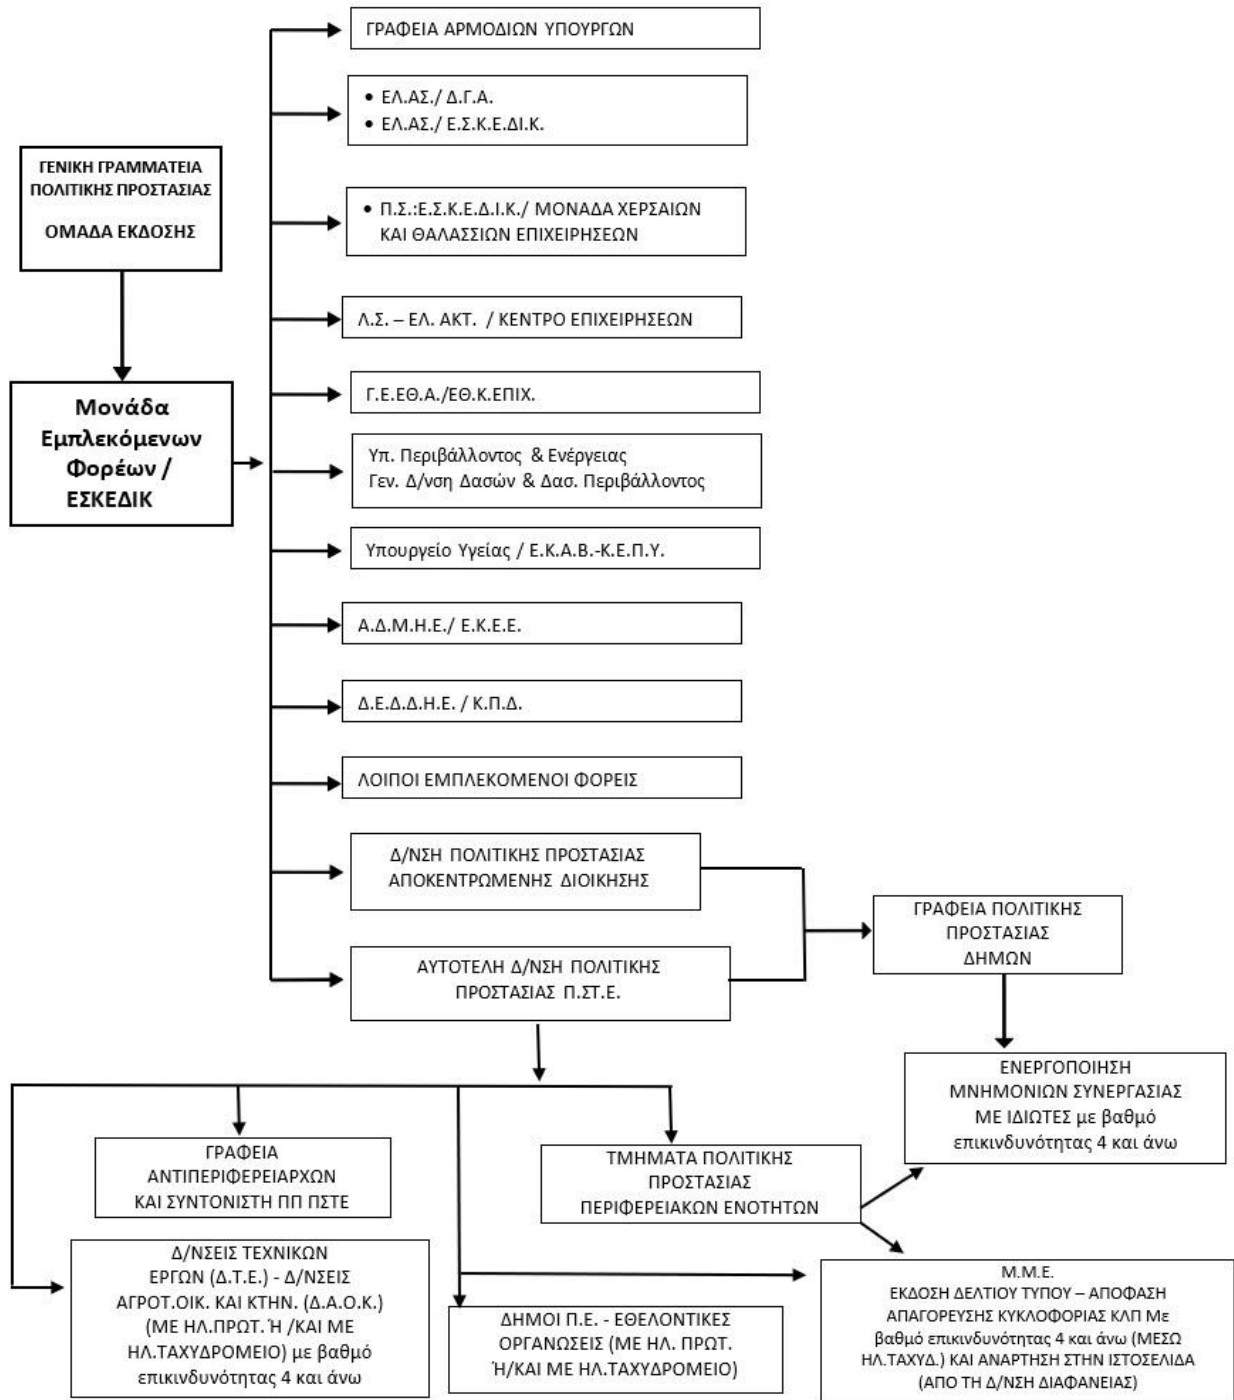 ΓΡΑΦΕΙΑ ΑΡΜΟΔΙΩΝ ΥΠΟΥΡΓΩΝ
• ΕΛ.ΑΣ./ Δ.Γ.Α.
• ΕΛ.ΑΣ./ Ε.Σ.Κ.Ε.ΔΙ.Κ.
ΓΕΝΙΚΗ ΓΡΑΜΜΑΤΕΙΑ
ΠΟΛΙΤΙΚΗΣ ΠΡΟΣΤΑΣΙΑΣ
ΟΜΑΔΑ ΕΚΔΟΣΗΣ
• Π.Σ.:Ε.Σ.Κ.Ε.Δ.Ι.Κ./ ΜΟΝΑΔΑ ΧΕΡΣΑΙΩΝ
ΚΑΙ ΘΑΛΑΣΣΙΩΝ ΕΠΙΧΕΙΡΗΣΕΩΝ
Λ.Σ. – ΕΛ. ΑΚΤ. / ΚΕΝΤΡΟ ΕΠΙΧΕΙΡΗΣΕΩΝ
Μονάδα
Εμπλεκόμενων
Φορέων /
ΕΣΚΕΔΙΚ
Γ.Ε.ΕΘ.Α./ΕΘ.Κ.ΕΠΙΧ.
Υπ. Περιβάλλοντος & Ενέργειας
Γεν. Δ/νση Δασών & Δασ. Περιβάλλοντος
Υπουργείο Υγείας / Ε.Κ.Α.Β.-Κ.Ε.Π.Υ.
Α.Δ.Μ.Η.Ε./ Ε.Κ.Ε.Ε.
Δ.Ε.Δ.Δ.Η.Ε. / Κ.Π.Δ.
ΛΟΙΠΟΙ ΕΜΠΛΕΚΟΜΕΝΟΙ ΦΟΡΕΙΣ
Δ/ΝΣΗ ΠΟΛΙΤΙΚΗΣ ΠΡΟΣΤΑΣΙΑΣ
ΑΠΟΚΕΝΤΡΩΜΕΝΗΣ ΔΙΟΙΚΗΣΗΣ
ΑΥΤΟΤΕΛΗ Δ/ΝΣΗ ΠΟΛΙΤΙΚΗΣ
ΠΡΟΣΤΑΣΙΑΣ Π.ΣΤ.Ε.
ΓΡΑΦΕΙΑ ΠΟΛΙΤΙΚΗΣ
ΠΡΟΣΤΑΣΙΑΣ
ΔΗΜΩΝ
ΕΝΕΡΓΟΠΟΙΗΣΗ
ΜΝΗΜΟΝΙΩΝ ΣΥΝΕΡΓΑΣΙΑΣ
ΜΕ ΙΔΙΩΤΕΣ με βαθμό
επικινδυνότητας 4 και άνω
ΓΡΑΦΕΙΑ
ΑΝΤΙΠΕΡΙΦΕΡΕΙΑΡΧΩΝ
ΚΑΙ ΣΥΝΤΟΝΙΣΤΗ ΠΠ ΠΣΤΕ
ΤΜΗΜΑΤΑ ΠΟΛΙΤΙΚΗΣ
ΠΡΟΣΤΑΣΙΑΣ
ΠΕΡΙΦΕΡΕΙΑΚΩΝ ΕΝΟΤΗΤΩΝ
Δ/ΝΣΕΙΣ ΤΕΧΝΙΚΩΝ
ΕΡΓΩΝ (Δ.Τ.Ε.) - Δ/ΝΣΕΙΣ
ΑΓΡΟΤ.ΟΙΚ. ΚΑΙ ΚΤΗΝ. (Δ.Α.Ο.Κ.)
(ΜΕ ΗΛ.ΠΡΩΤ. Ή /ΚΑΙ ΜΕ
ΗΛ.ΤΑΧΥΔΡΟΜΕΙΟ) με βαθμό
επικινδυνότητας 4 και άνω
ΔΗΜΟΙ Π.Ε. - ΕΘΕΛΟΝΤΙΚΕΣ
ΟΡΓΑΝΩΣΕΙΣ (ΜΕ ΗΛ. ΠΡΩΤ.
Ή/ΚΑΙ ΜΕ ΗΛ.ΤΑΧΥΔΡΟΜΕΙΟ)
Μ.Μ.Ε.
ΕΚΔΟΣΗ ΔΕΛΤΙΟΥ ΤΥΠΟΥ – ΑΠΟΦΑΣΗ
ΑΠΑΓΟΡΕΥΣΗΣ ΚΥΚΛΟΦΟΡΙΑΣ ΚΛΠ Με
βαθμό επικινδυνότητας 4 και άνω (ΜΕΣΩ
ΗΛ.ΤΑΧΥΔ.) ΚΑΙ ΑΝΑΡΤΗΣΗ ΣΤΗΝ ΙΣΤΟΣΕΛΙΔΑ
(ΑΠΟ ΤΗ Δ/ΝΣΗ ΔΙΑΦΑΝΕΙΑΣ)